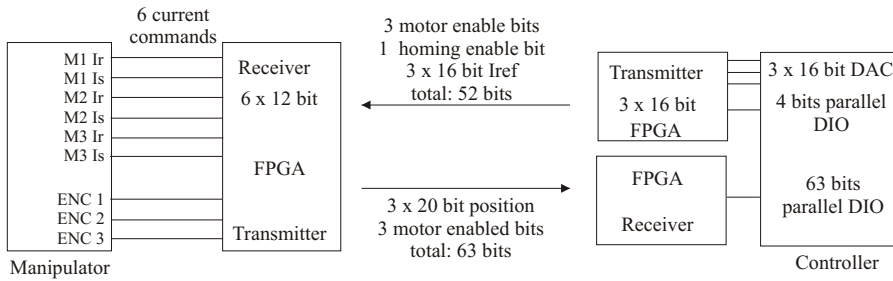 6 current
commands
M1 Ir
M1 Is
M2 Ir
M2 Is
M3 Ir
M3 Is
ENC 1
ENC 2
ENC 3
Manipulator
Receiver
6 x 12 bit
FPGA
Transmitter
3 motor enable bits
1 homing enable bit
3 x 16 bit Iref
total: 52 bits
3 x 20 bit position
3 motor enabled bits
total: 63 bits
Transmitter
3 x 16 bit
FPGA
FPGA
Receiver
3 x 16 bit DAC
4 bits parallel
DIO
63 bits
parallel DIO
Controller